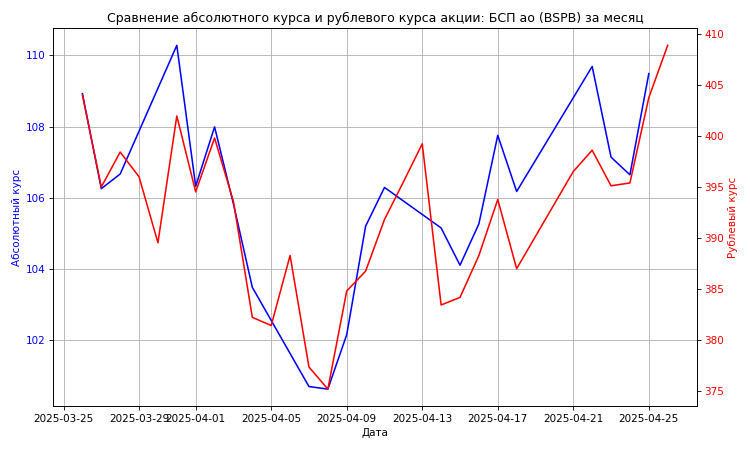 Сравнение абсолютного курса и рублевого курса акции: БСП ао (BSPB) за месяц
110
108
106
104
102
Абсолютный курс
410
405
400
395
390
385
380
375
Рублевый курс
2025-03-25 2025-03-29 2025-04-01 2025-04-05 2025-04-09 2025-04-13 2025-04-17 2025-04-21 2025-04-25
Дата